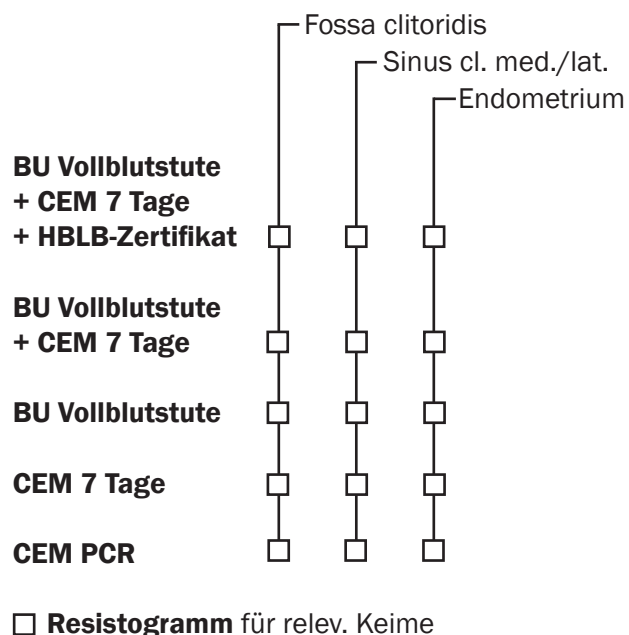 Fossa clitoridis
Sinus cl. med./lat.
Endometrium
BU Vollblutstute
+ CEM 7 Tage
+ HBLB-Zertifikat
BU Vollblutstute
+ CEM 7 Tage
BU Vollblutstute
CEM 7 Tage
CEM PCR
Resistogramm für relev. Keime